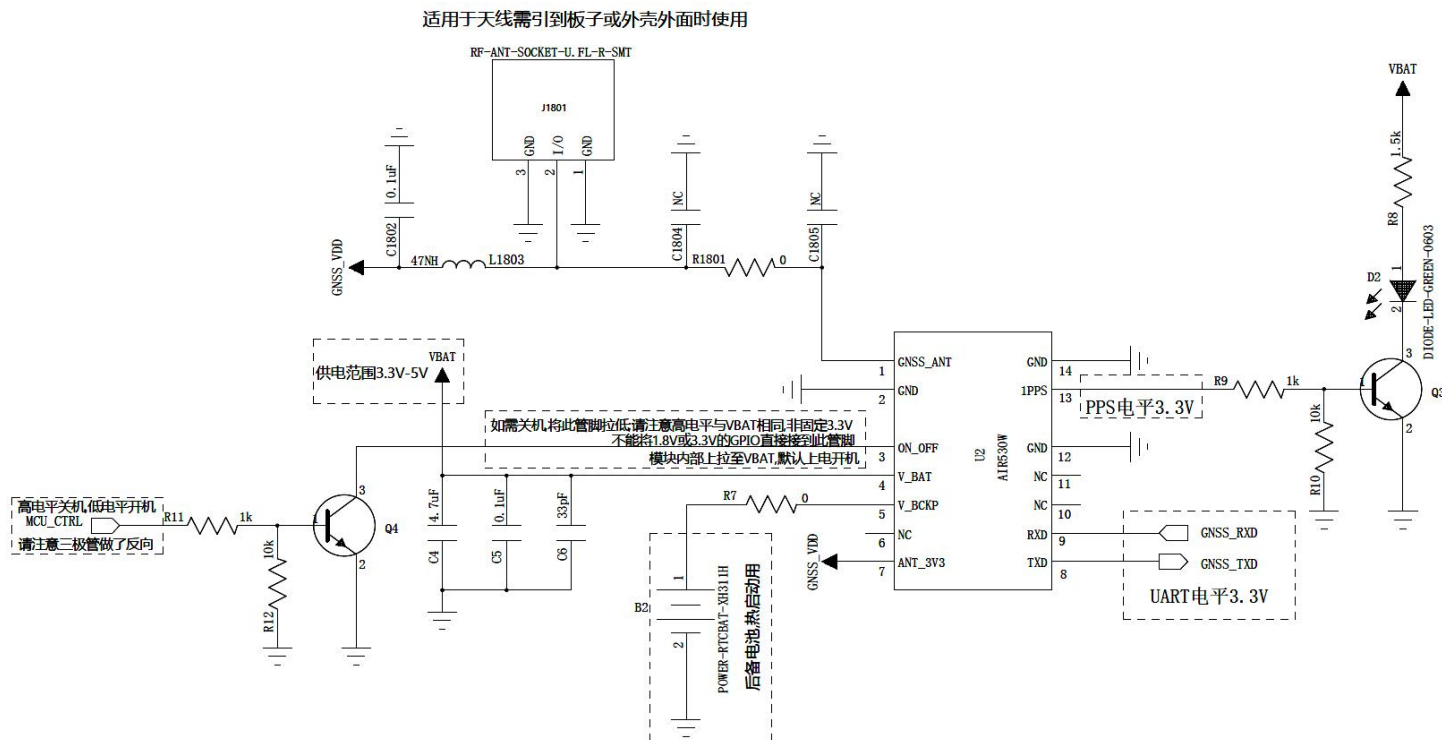 适用于天线需引到板子或外壳外面时使用
RF-ANT-SOCKET-U.FL-R-SMT
J1801
GND
I/O
GND
3
2
1
0.1uF
C1802
NC
C1804
NC
C1805
GNSS_VDD
47NH
L1803
R1801
0
VBAT
1.5k
R8
1
D2
2
DIODE-LED-GREEN-0603
供电范围3.3V-5V
VBAT
GNSS_ANT
1
GND
2
ON_OFF
3
V_BAT
4
V_BCKP
5
NC
6
ANT_3V3
7
U2
AIR530W
GND
14
1PPS
13
GND
12
NC
11
NC
10
RXD
9
TXD
8
PPS电平3.3V
R9
1k
10k
R10
1
3
2
Q3
如需关机,将此管脚拉低,请注意高电平与VBAT相同,非固定3.3V
不能将1.8V或3.3V的GPIO直接接到此管脚
模块内部上拉至VBAT,默认上电开机
高电平关机,低电平开机
MCU_CTRL
请注意三极管做了反向
R11
1k
10k
R12
1
3
2
Q4
4.7uF
C4
0.1uF
C5
33pF
C6
R7
0
GNSS_VDD
B2
1
2
POWER-RTCBAT-XH311H
后备电池,热启动用
GNSS_RXD
GNSS_TXD
UART电平3.3V